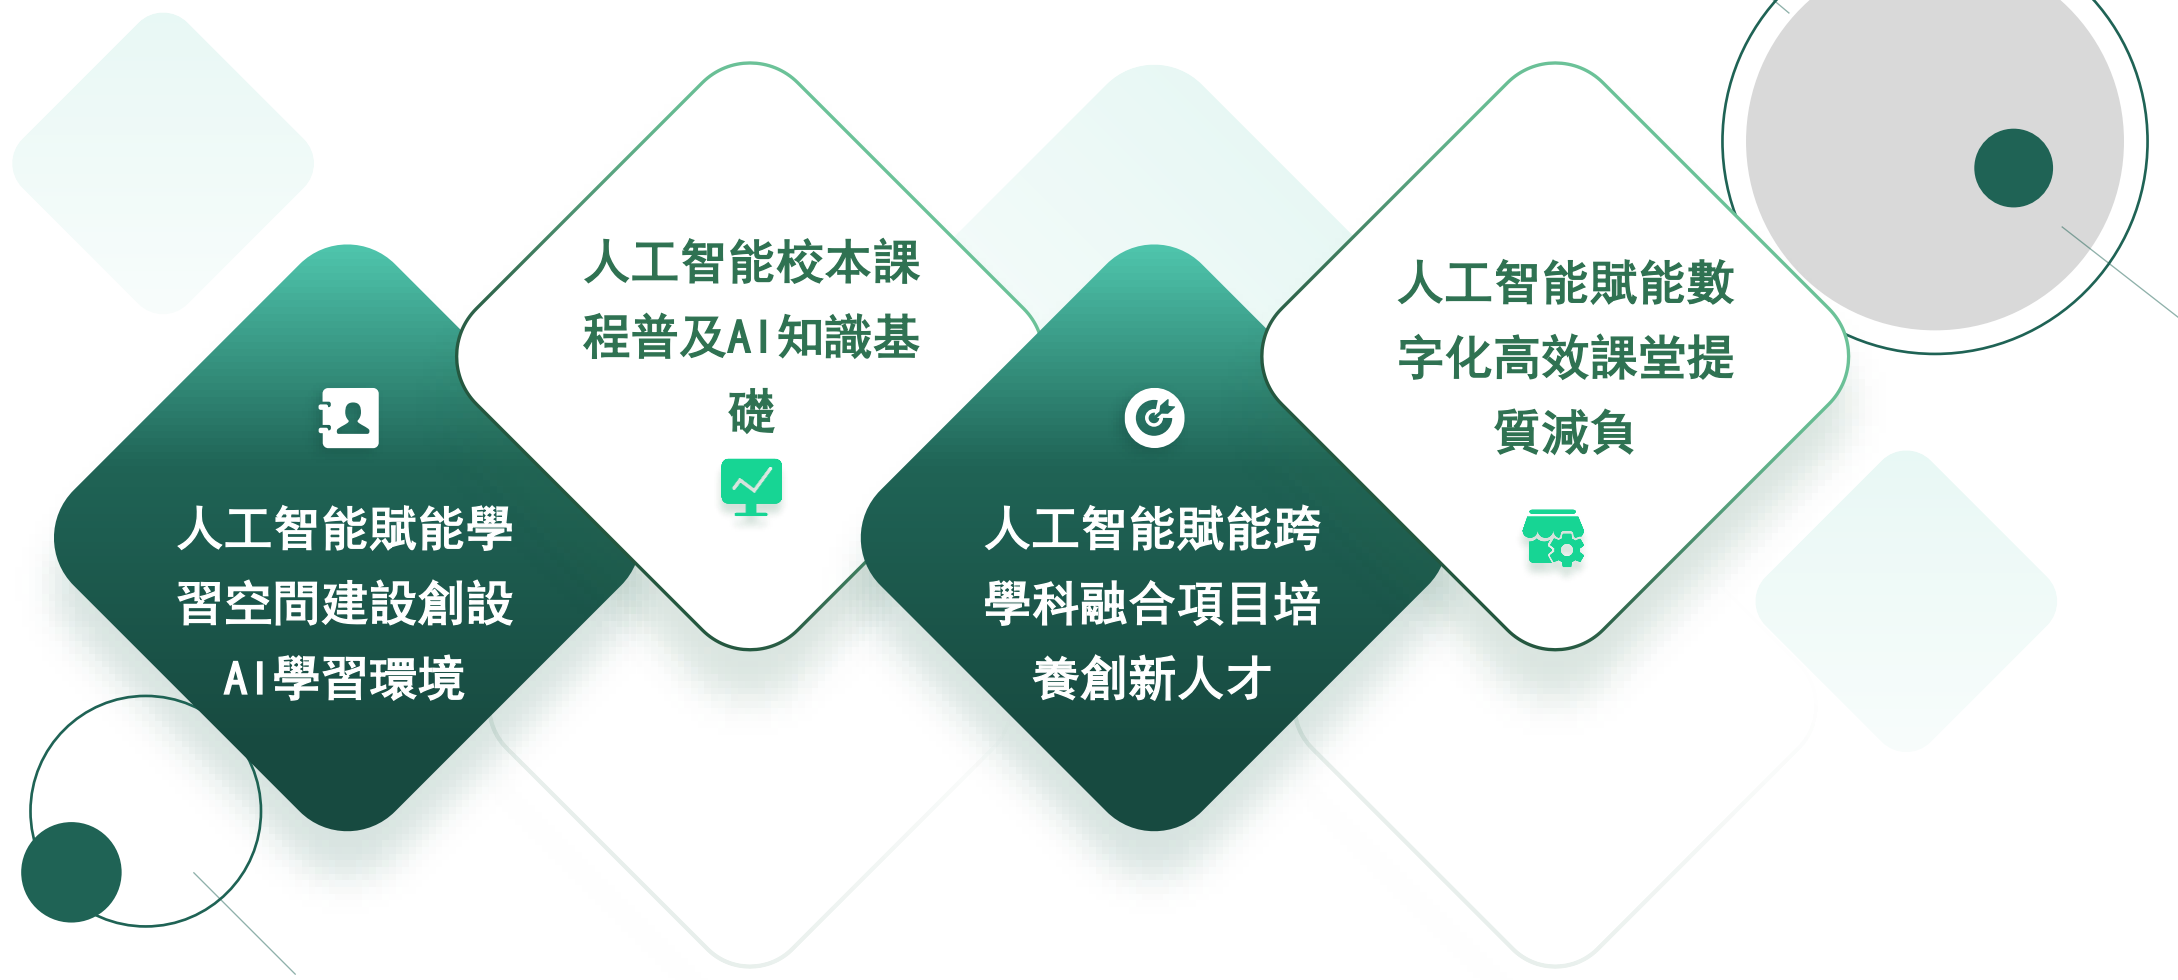 人工智能賦能學
習空間建設創設
AI學習環境
人工智能校本課
程普及AI知識基
礎
人工智能賦能跨
學科融合項目培
養創新人才
人工智能賦能數
字化高效課堂提
質減負